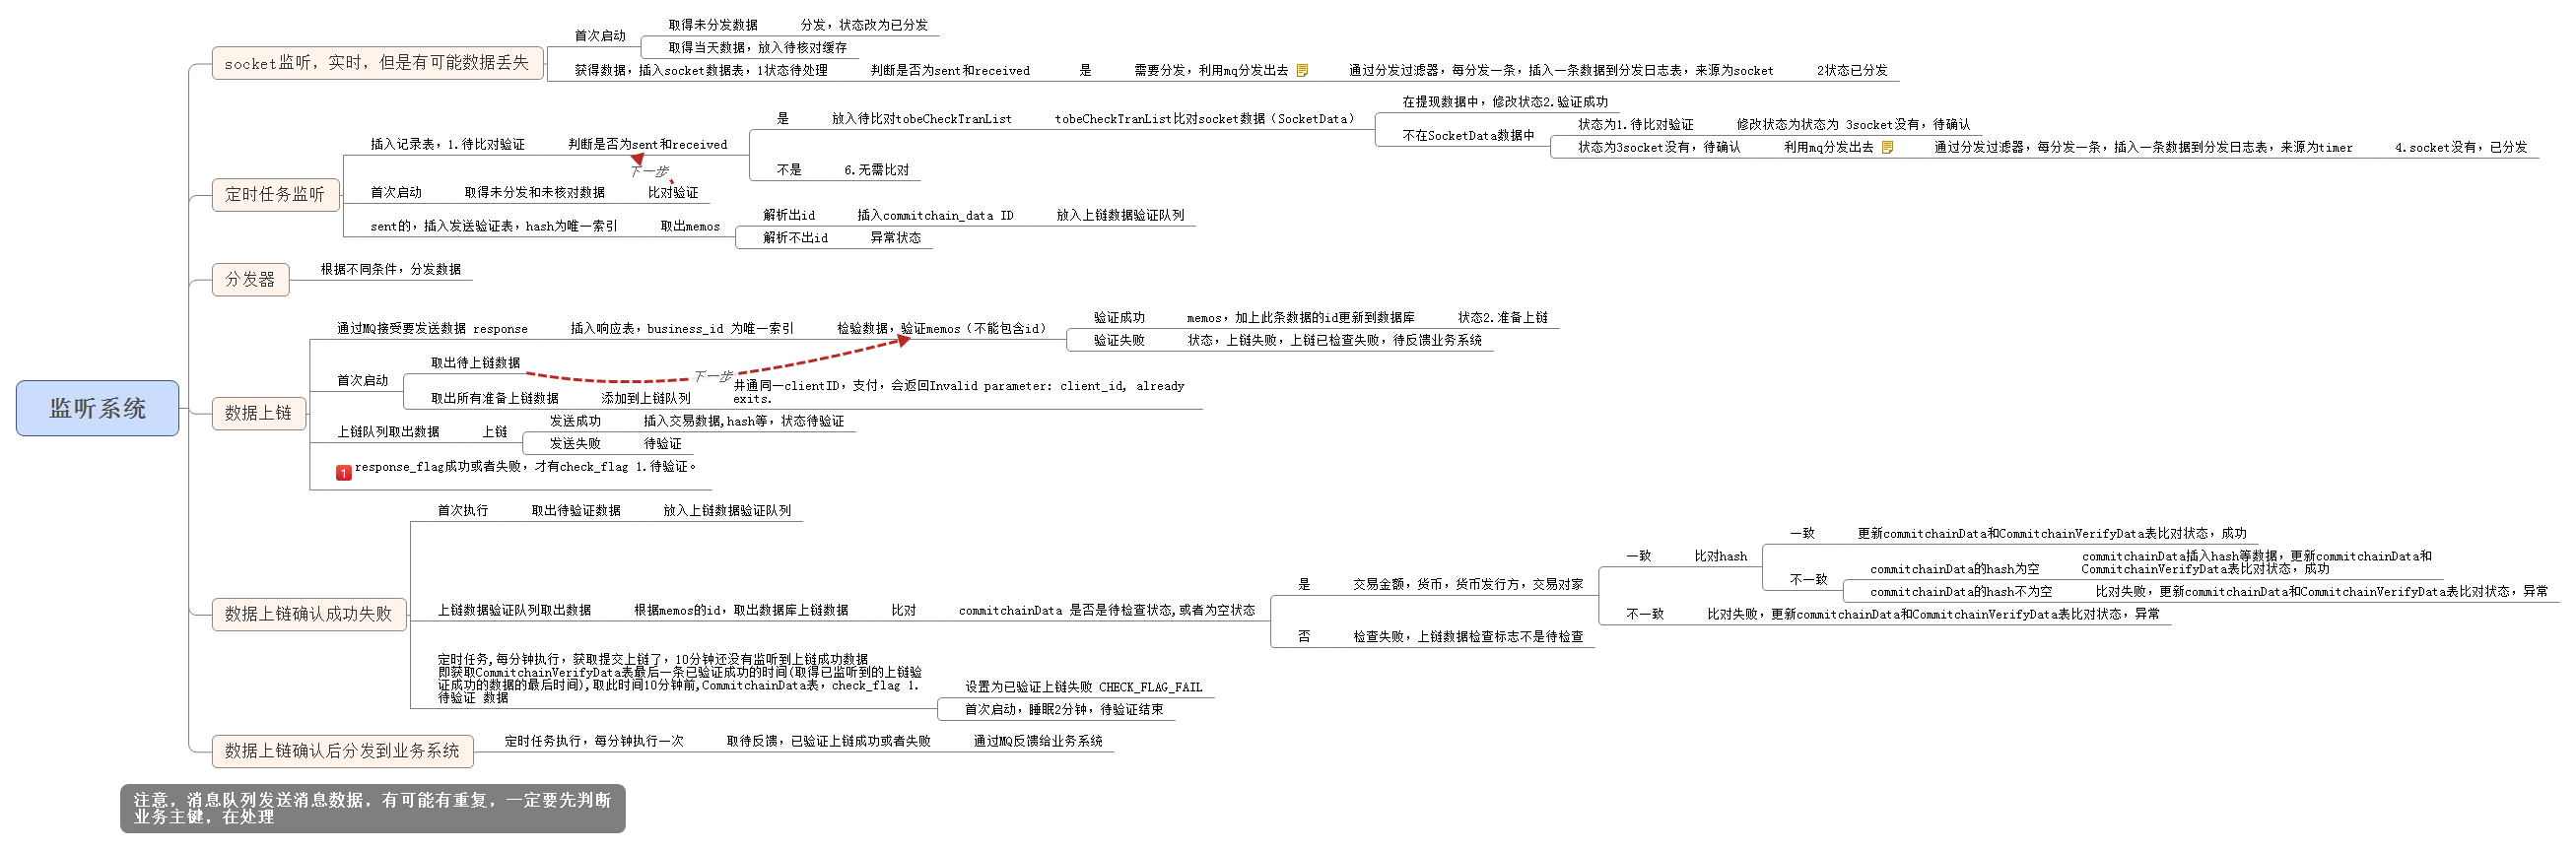 监听系统
socket监听，实时，但是有可能数据丢失
首次启动
取得未分发数据
分发，状态改为已分发
取得当天数据，放入待核对缓存
获得数据，插入socket数据表，1状态待处理
判断是否为sent和received
是
需要分发，利用mq分发出去
通过分发过滤器，每分发一条，插入一条数据到分发日志表，来源为socket
2状态已分发
定时任务监听
插入记录表，1.待比对验证
判断是否为sent和received
是
放入待比对tobeCheckTranList
tobeCheckTranList比对socket数据（SocketData）
在提现数据中，修改状态2.验证成功
不在SocketData数据中
状态为1.待比对验证
修改状态为状态为 3socket没有，待确认
状态为3socket没有，待确认
利用mq分发出去
通过分发过滤器，每分发一条，插入一条数据到分发日志表，来源为timer
4.socket没有，已分发
不是
6.无需比对
下一步
首次启动
取得未分发和未核对数据
比对验证
sent的，插入发送验证表，hash为唯一索引
取出memos
解析出id
插入commitchain_data ID
放入上链数据验证队列
解析不出id
异常状态
分发器
根据不同条件，分发数据
数据上链
通过MQ接受要发送数据 response
插入响应表，business_id 为唯一索引
检验数据，验证memos（不能包含id）
验证成功
memos，加上此条数据的id更新到数据库
状态2.准备上链
验证失败
状态，上链失败，上链已检查失败，待反馈业务系统
首次启动
取出待上链数据
下一步
取出所有准备上链数据
添加到上链队列
井通同一clientID，支付，会返回Invalid parameter: client_id, already
exits.
上链队列取出数据
上链
发送成功
插入交易数据,hash等，状态待验证
发送失败
待验证
1
response_flag成功或者失败，才有check_flag 1.待验证。
数据上链确认成功失败
首次执行
取出待验证数据
放入上链数据验证队列
上链数据验证队列取出数据
根据memos的id，取出数据库上链数据
比对
commitchainData 是否是待检查状态,或者为空状态
是
交易金额，货币，货币发行方，交易对家
一致
比对hash
一致
更新commitchainData和CommitchainVerifyData表比对状态，成功
不一致
commitchainData的hash为空
commitchainData插入hash等数据，更新commitchainData和
CommitchainVerifyData表比对状态，成功
commitchainData的hash不为空
比对失败，更新commitchainData和CommitchainVerifyData表比对状态，异常
不一致
比对失败，更新commitchainData和CommitchainVerifyData表比对状态，异常
否
检查失败，上链数据检查标志不是待检查
定时任务,每分钟执行，获取提交上链了，10分钟还没有监听到上链成功数据
即获取CommitchainVerifyData表最后一条已验证成功的时间(取得已监听到的上链验
证成功的数据的最后时间),取此时间10分钟前,CommitchainData表，check_flag 1.
待验证 数据
设置为已验证上链失败 CHECK_FLAG_FAIL
首次启动，睡眠2分钟，待验证结束
数据上链确认后分发到业务系统
定时任务执行，每分钟执行一次
取待反馈，已验证上链成功或者失败
通过MQ反馈给业务系统
注意，消息队列发送消息数据，有可能有重复，一定要先判断
业务主键，在处理